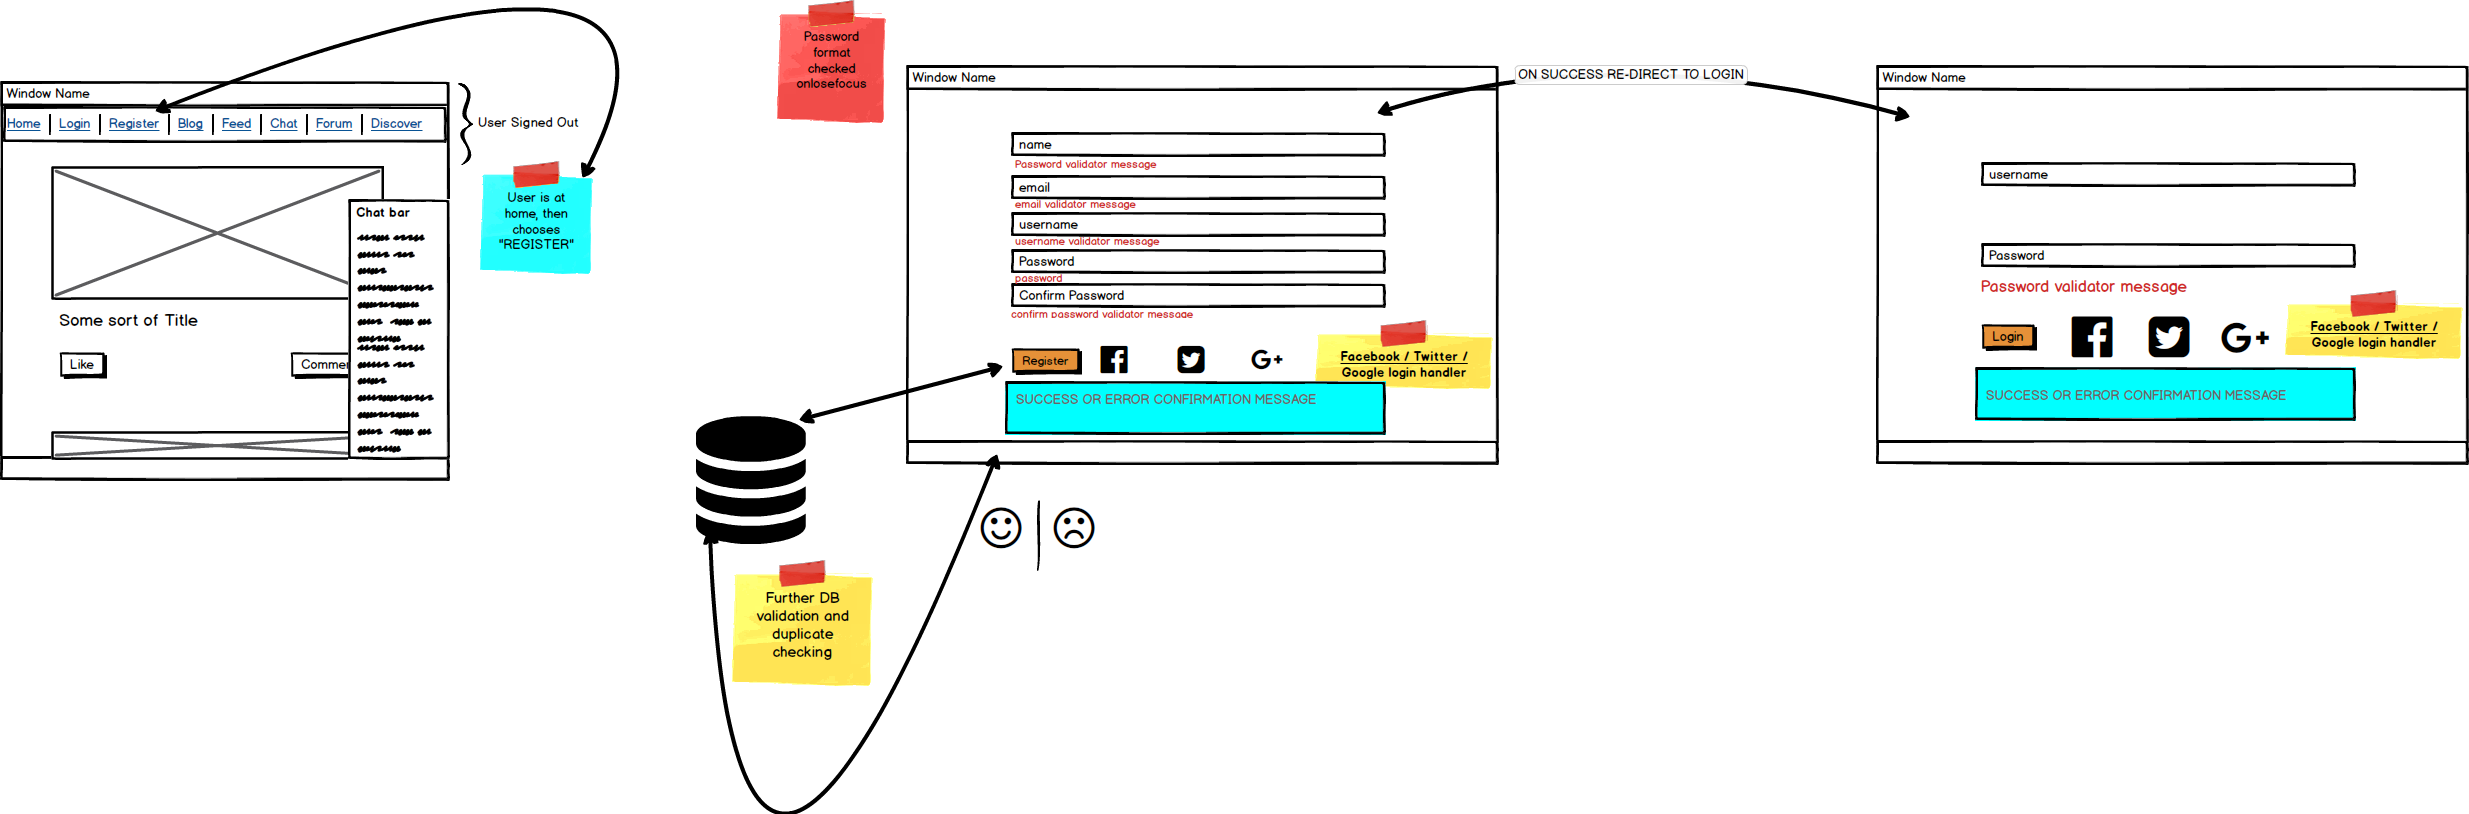 Window Name
Home Login Register Blog Feed Chat Forum Discover
User Signed Out
Chat bar
Some sort of Title
Like
Commen
User is at
home, then
chooses
"REGISTER"
Password
format
checked
onlosefocus
Further DB
validation and
duplicate
checking
Window Name
name
Password validator message
email
email validator message
username
username validator message
Password
password
Confirm Password
confirm password validator message
Register
G+
Facebook / Twitter /
Google login handler
SUCCESS OR ERROR CONFIRMATION MESSAGE
ON SUCCESS RE-DIRECT TO LOGIN
Window Name
username
Password
Password validator message
Login
G+
Facebook / Twitter /
Google login handler
SUCCESS OR ERROR CONFIRMATION MESSAGE